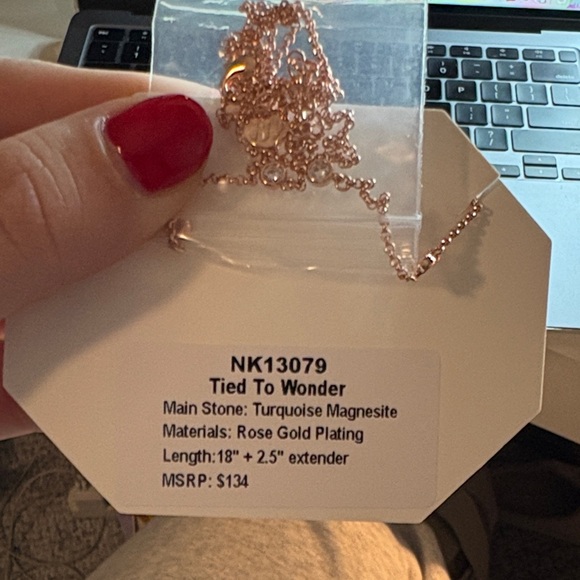 NK13079
Tied To Wonder
Main Stone: Turquoise Magnesite
Materials: Rose Gold Plating
Length:18" + 2.5" extender
MSRP: $134